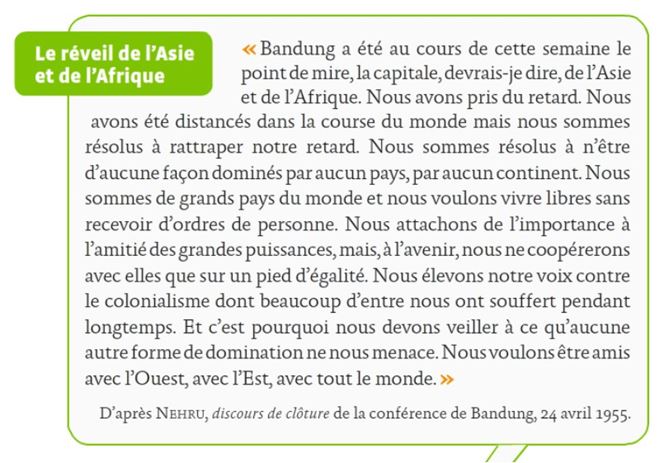 Le réveil de l’Asie
et de l’Afrique
« Bandung a été au cours de cette semaine le
point de mire, la capitale, devrais-je dire, de l’Asie
et de l’Afrique. Nous avons pris du retard. Nous
avons été distancés dans la course du monde mais nous sommes
résolus à rattraper notre retard. Nous sommes résolus à n’être
d’aucune façon dominés par aucun pays, par aucun continent. Nous
sommes de grands pays du monde et nous voulons vivre libres sans
recevoir d’ordres de personne. Nous attachons de l’importance à
l’amitié des grandes puissances, mais, à l’avenir, nous ne coopérerons
avec elles que sur un pied d’égalité. Nous élevons notre voix contre
le colonialisme dont beaucoup d’entre nous ont souffert pendant
longtemps. Et c’est pourquoi nous devons veiller à ce qu’aucune
autre forme de domination ne nous menace. Nous voulons être amis
avec l’Ouest, avec l’Est, avec tout le monde. »
D’après NEHRU, discours de clôture de la conférence de Bandung, 24 avril 1955.